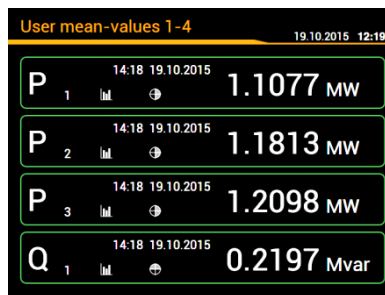 User mean-values 1-4
19.10.2015 12:19
14:18 19.10.2015
P 1 1.1077 MW
14:18 19.10.2015
P 2 1.1813 MW
14:18 19.10.2015
P 3 1.2098 MW
14:18 19.10.2015
Q 1 0.2197 Mvar